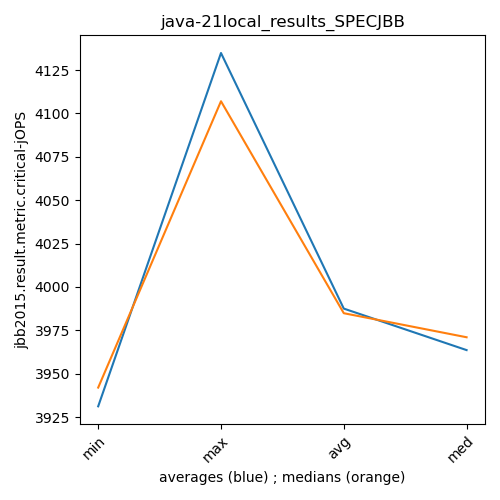 java-21local_results_SPECJBB
jbb2015.result.metric.critical-jOPS
4125
4100
4075
4050
4025
4000
3975
3950
3925
min
max
avg
med
averages (blue) ; medians (orange)